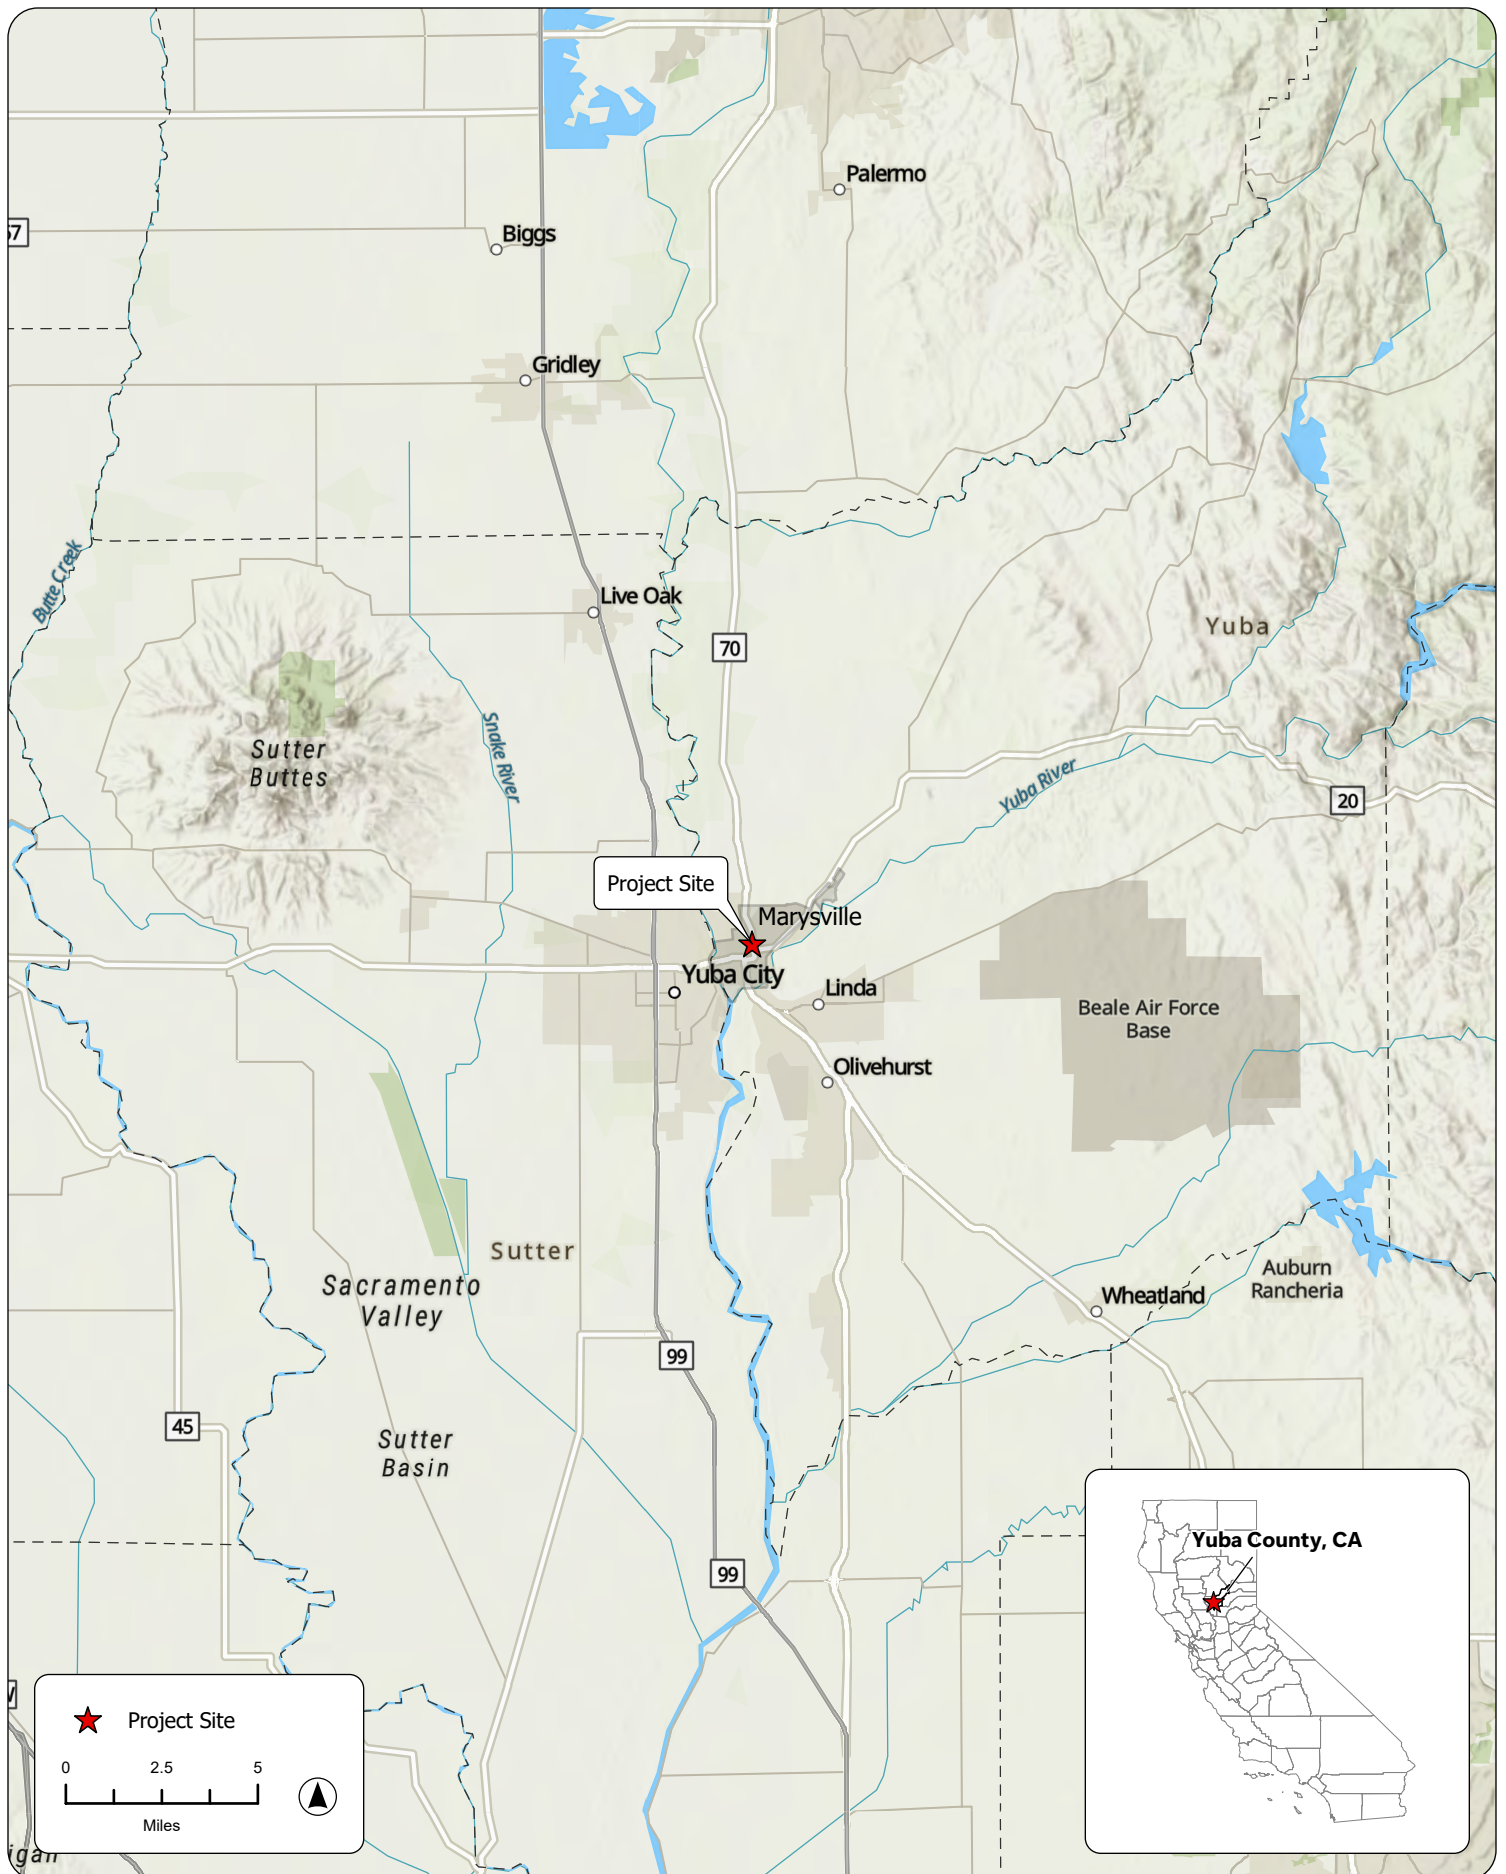 Palermo
Biggs
Gridley
Butte Creek
Live Oak
70
Yuba
Snake River
Sutter
Buttes
Yuba River
20
Project Site
Marysville
Yuba City
Linda
Beale Air Force
Base
Olivehurst
Sutter
Sacramento
Valley
Auburn
Rancheria
Wheatland
99
45
Sutter
Basin
99
Yuba County, CA
Project Site
0 2.5 5
Miles